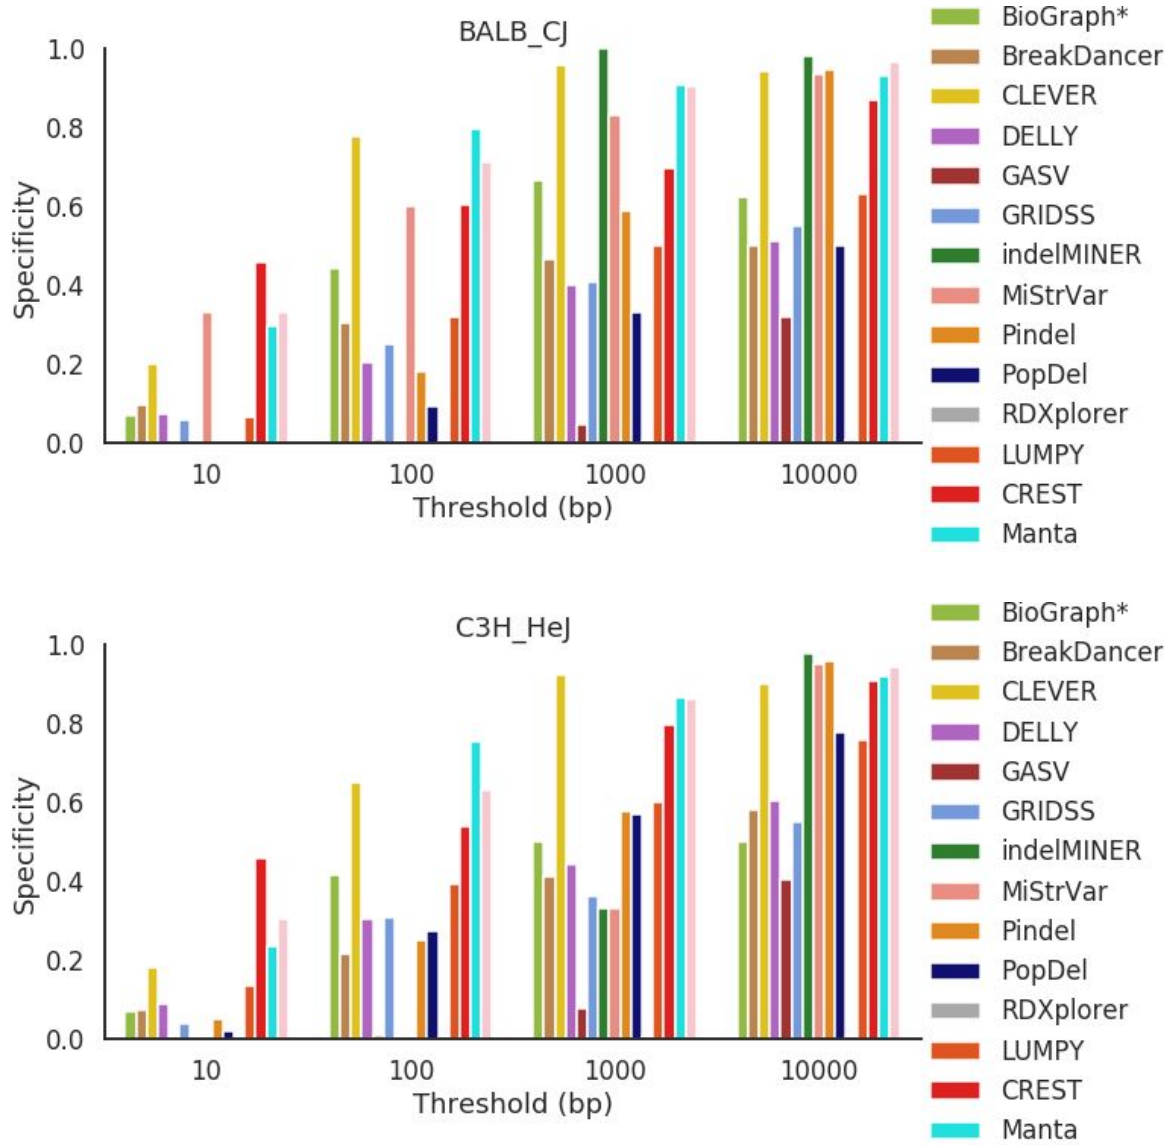 BALB_CJ
1.0
0.8
0.6
0.4
0.2
0.0
Specificity
10
100
1000
10000
Threshold (bp)
BioGraph*
BreakDancer
CLEVER
DELLY
GASV
GRIDSS
indelMINER
MiStrVar
Pindel
PopDel
RDXplorer
LUMPY
CREST
Manta
C3H_HeJ
1.0
0.8
0.6
0.4
0.2
0.0
Specificity
10
100
1000
10000
Threshold (bp)
BioGraph*
BreakDancer
CLEVER
DELLY
GASV
GRIDSS
indelMINER
MiStrVar
Pindel
PopDel
RDXplorer
LUMPY
CREST
Manta